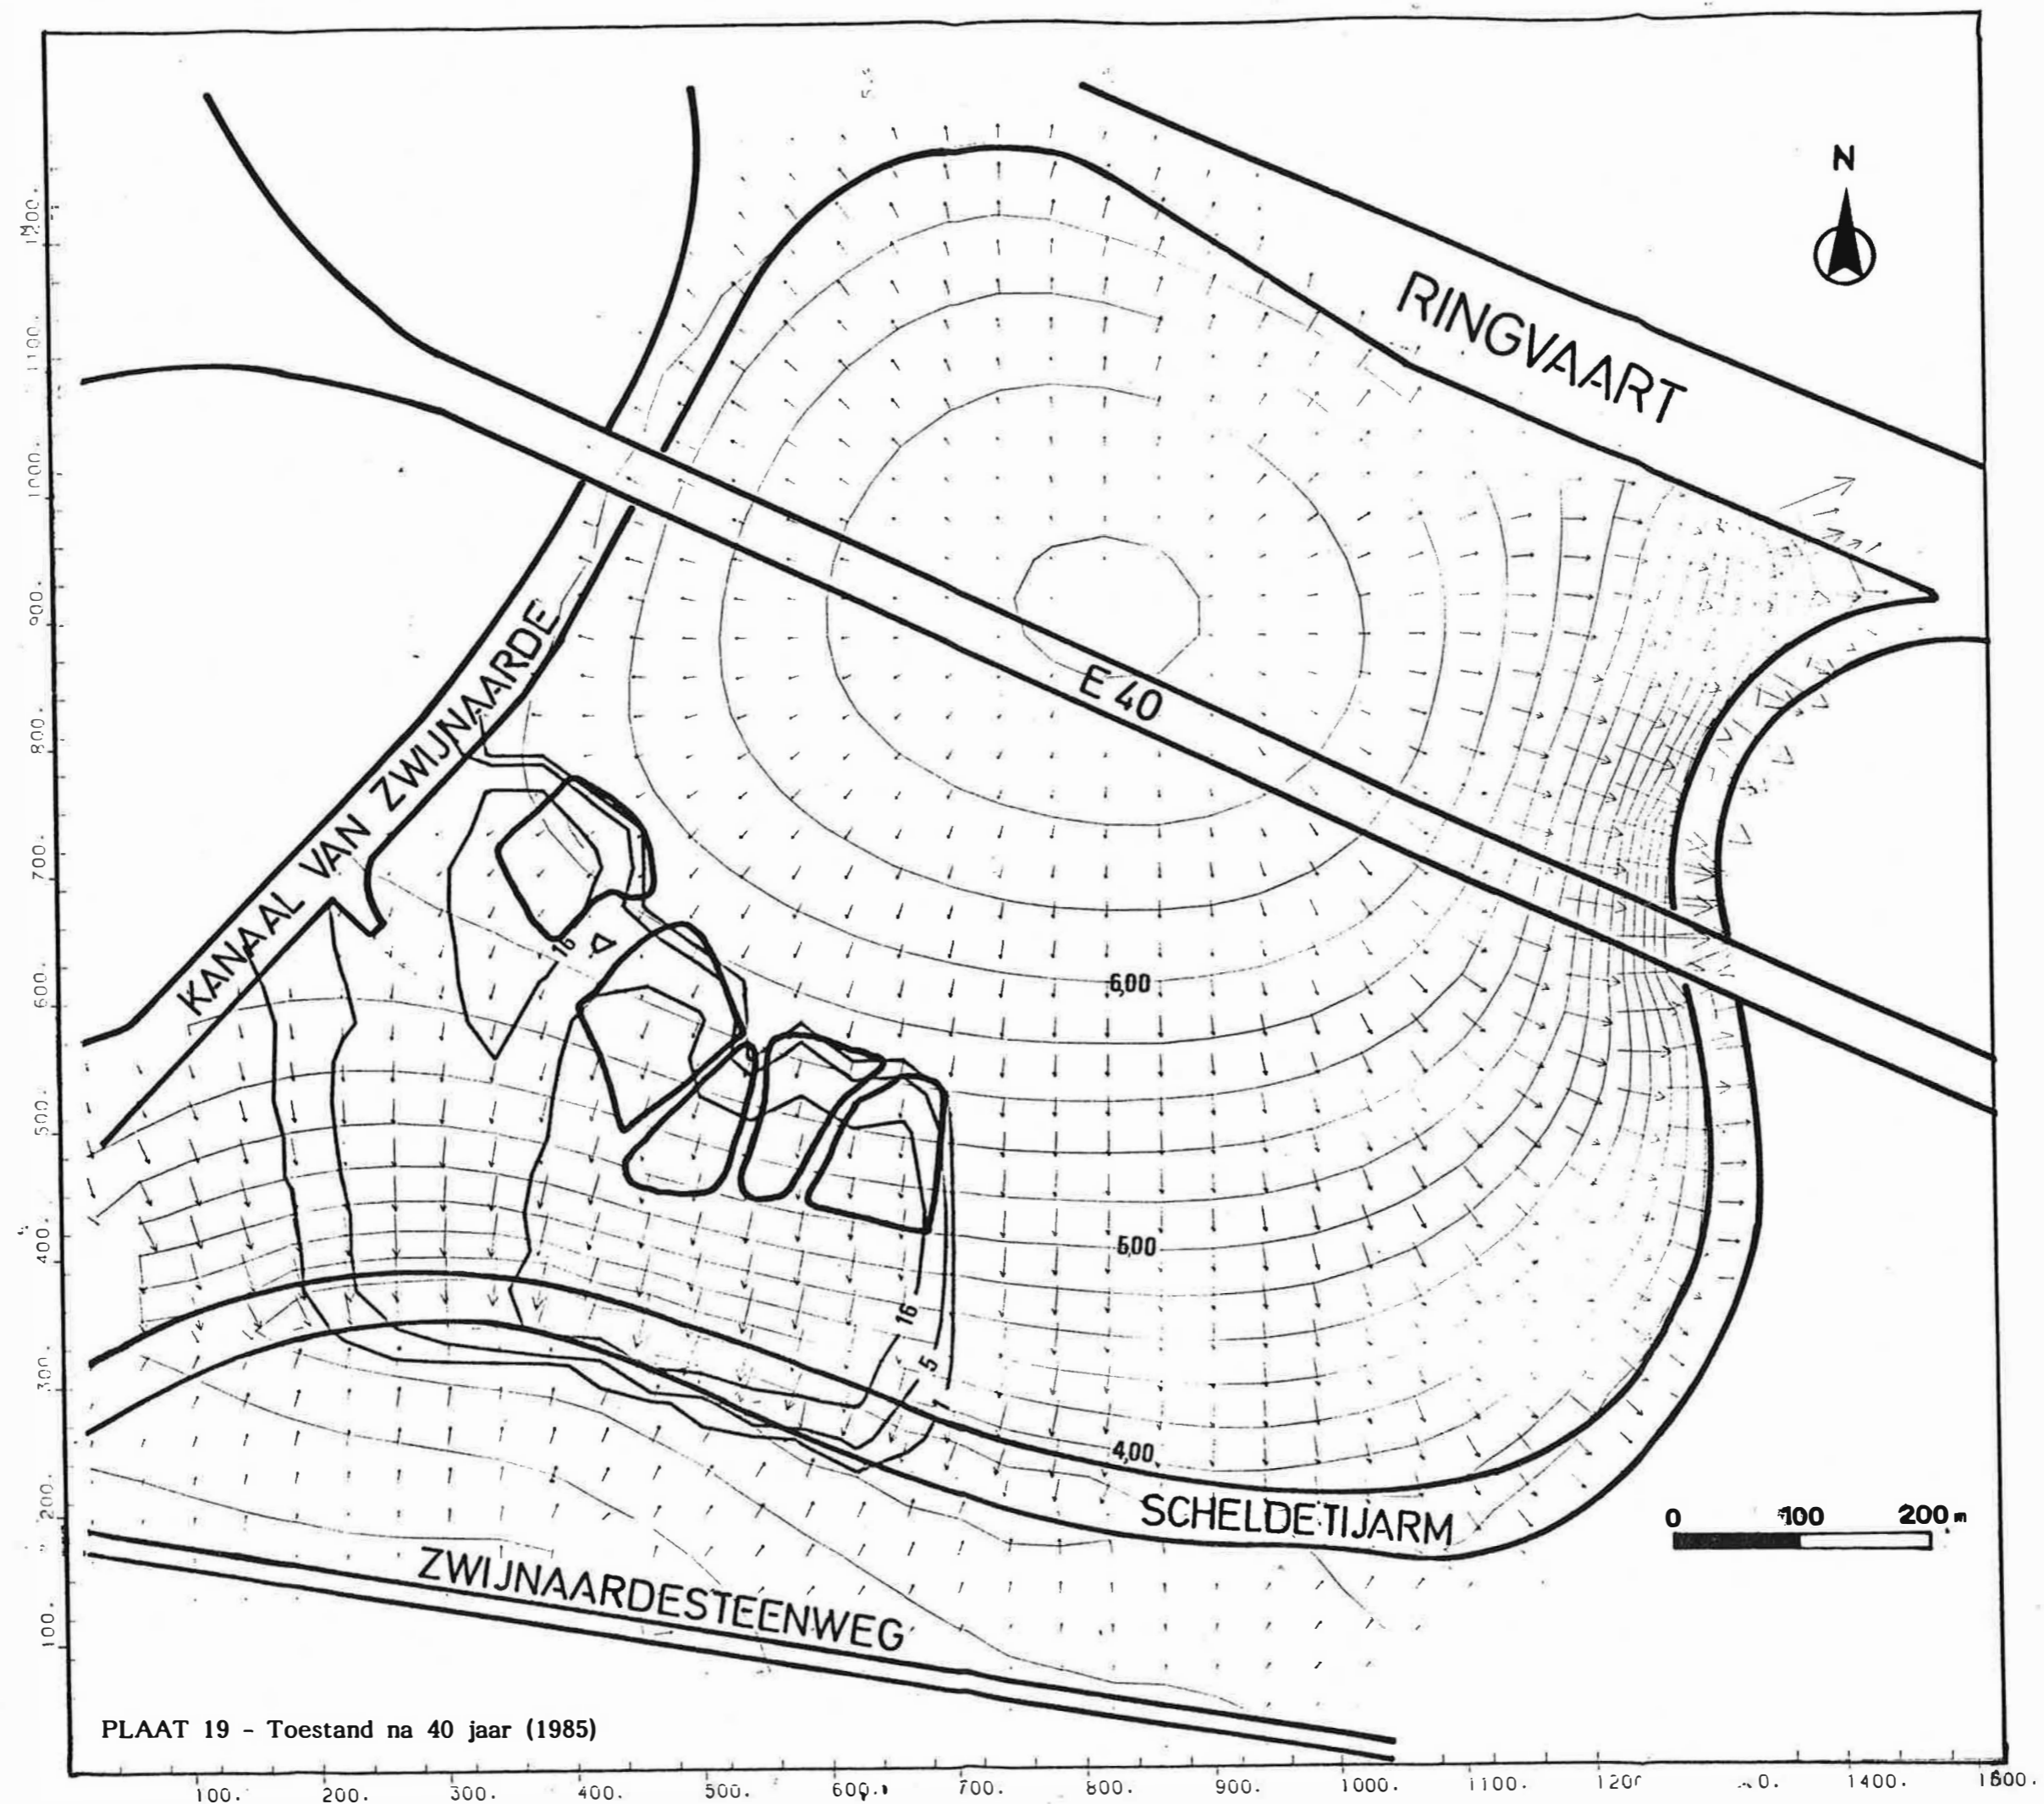 N
RINGVAART
E 40
KANAAL VAN ZWIJNAARDE
16
6,00
5,00
16
5
1
4,00
SCHELDETIJARM
0 100 200 m
ZWIJNAARDESTEENWEG
PLAAT 19 - Toestand na 40 jaar (1985)
1100.
1000.
900.
800.
700.
600.
500.
400.
300.
200.
100.
100. 200. 300. 400. 500. 600. 700. 800. 900. 1000. 1100. 1400.